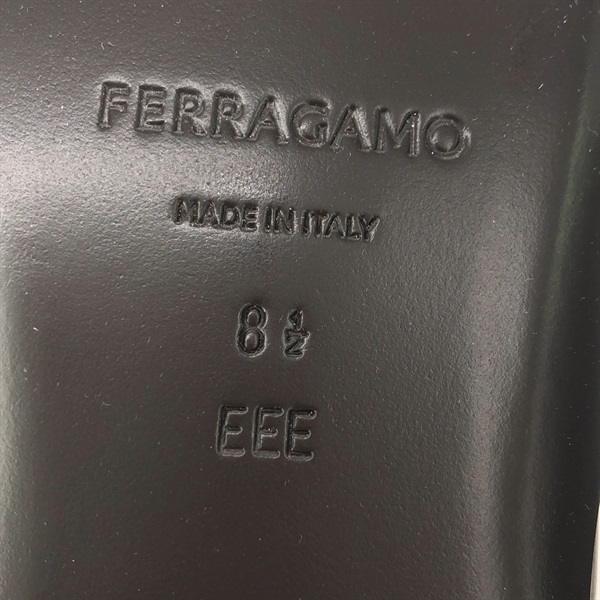 FERRAGAMO
MADE IN ITALY
8 1/2
EEE